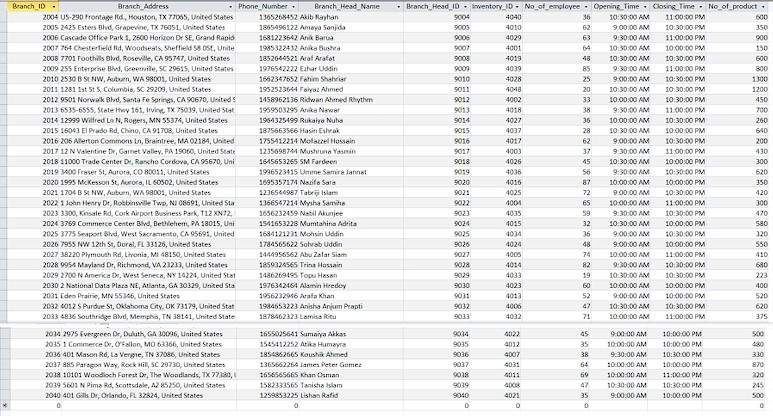 Branch_ID Branch_Address Phone_Number Branch_Head_Name Branch_Head_ID Inventory_ID No_of_employee Opening_Time Closing_Time No_of_product
2004 US-290 Frontage Rd., Houston, TX 77065, United States 1365268452 Akib Rayhan 9004 4040 36 10:30:00 AM 11:00:00 PM 600
2005 2425 Esters Blvd, Grapevine, TX 76051, United States 1865496122 Amaya Sanjida 9005 4010 62 9:00:00 AM 9:30:00 PM 350
2006 Cascade Office Park 1, 2600 Horizon Dr SE, Grand Rapids 1681223642 Anik Barua 9006 4029 63 9:30:00 AM 11:00:00 PM 900
2007 764 Chesterfield Rd, Woodseats, Sheffield S8 0SE, Unite 1985322432 Anika Bushra 9007 4001 64 9:30:00 AM 10:30:00 PM 150
2008 7701 Foothills Blvd, Roseville, CA 95747, United States 1852644521 Araf Arafat 9008 4019 48 10:30:00 AM 10:30:00 PM 600
2009 255 Enterprise Blvd, Greenville, SC 29615, United States 1976542222 Ezhar Uddin 9009 4039 85 9:30:00 AM 11:00:00 PM 800
2010 2530 B St NW, Auburn, WA 98001, United States 1662347652 Fahim Shahriar 9010 4028 25 9:00:00 AM 10:30:00 PM 1300
2011 1281 1st St S, Columbia, SC 29209, United States 1952523644 Faiyaz Ahmed 9011 4048 20 9:30:00 AM 10:30:00 PM 1200
2012 9501 Norwalk Blvd, Santa Fe Springs, CA 90670, United S 1458962136 Ridwan Ahmed Rhythm 9012 4002 33 10:00:00 AM 10:00:00 PM 450
2013 6535-6555, State Hwy 161, Irving, TX 75039, United Stat 1959503295 Anika Nawar 9013 4018 38 9:30:00 AM 11:00:00 PM 700
2014 12999 Wilfred Ln N, Rogers, MN 55374, United States 1964325499 Rukaiya Nuha 9014 4027 36 10:00:00 AM 10:30:00 PM 260
2015 16043 El Prado Rd, Chino, CA 91708, United States 1875663566 Hasin Eshrak 9015 4037 28 10:00:00 AM 10:30:00 PM 640
2016 206 Allerton Commons Ln, Braintree, MA 02184, United 1755412214 Mofazzel Hossain 9016 4017 62 9:00:00 AM 9:00:00 PM 200
2017 12 N Valentine Dr, Garnet Valley, PA 19060, United State 1235698744 Mushruna Yasmin 9017 4003 37 9:30:00 AM 11:00:00 PM 430
2018 11000 Trade Center Dr, Rancho Cordova, CA 95670, Uni 1645653265 SM Fardeen 9018 4026 45 10:00:00 AM 10:30:00 PM 300
2019 3400 Fraser St, Aurora, CO 80011, United States 1996523415 Umme Samira Jannat 9019 4036 56 9:30:00 AM 10:30:00 PM 620
2020 1995 McKesson St, Aurora, IL 60502, United States 1695357174 Nazifa Sara 9020 4016 87 10:00:00 AM 10:00:00 PM 350
2021 1704 B St NW, Auburn, WA 98001, United States 1236544987 Tabriji Islam 9021 4025 72 9:00:00 AM 10:30:00 PM 420
2022 1 John Henry Dr, Robbinsville Twp, NJ 08691, United Stat 1366547214 Mysha Samiha 9022 4004 65 10:00:00 AM 11:00:00 PM 300
2023 3300, Kinsale Rd, Cork Airport Business Park, T12 XN72, 1656232459 Nabil Akunjee 9023 4035 59 9:30:00 AM 10:30:00 PM 473
2024 3769 Commerce Center Blvd, Bethlehem, PA 18015, Unit 1541653228 Mumtahina Adrita 9024 4015 32 10:30:00 AM 10:30:00 PM 580
2025 3775 Seaport Blvd, West Sacramento, CA 95691, United 1684121231 Mohsin Uddin 9025 4034 36 9:00:00 AM 10:30:00 PM 320
2026 7955 NW 12th St, Doral, FL 33126, United States 1784565622 Sohrab Uddin 9026 4024 48 9:00:00 AM 10:00:00 PM 550
2027 38220 Plymouth Rd, Livonia, MI 48150, United States 1444956562 Abu Zafar Siam 9027 4005 74 10:00:00 AM 10:00:00 PM 410
2028 9954 Mayland Dr, Richmond, VA 23233, United States 1859324565 Trina Hossain 9028 4014 82 9:30:00 AM 10:30:00 PM 680
2029 2700 N America Dr, West Seneca, NY 14224, United Stat 1486269495 Topu Hasan 9029 4033 19 10:30:00 AM 10:30:00 PM 223
2030 2 National Data Plaza NE, Atlanta, GA 30329, United Stat 1976342464 Alamin Hredoy 9030 4023 60 10:00:00 AM 10:00:00 PM 400
2031 Eden Prairie, MN 55346, United States 1956232946 Arafa Khan 9031 4013 52 9:00:00 AM 10:00:00 PM 520
2032 4012 S Purdue St, Oklahoma City, OK 73179, United Stat 1984653223 Anisha Anjum Prapti 9032 4006 47 10:30:00 AM 10:30:00 PM 620
2033 4836 Southridge Blvd, Memphis, TN 38141, United States 1878462323 Lamisa Ritu 9033 4032 71 10:00:00 AM 11:00:00 PM 375
2034 2975 Evergreen Dr, Duluth, GA 30096, United States 1655025641 Sumaiya Akkas 9034 4022 45 9:00:00 AM 10:00:00 PM 500
2035 1 Commerce Dr, O'Fallon, MO 63366, United States 1545412252 Atika Humayra 9035 4012 35 10:00:00 AM 10:00:00 PM 480
2036 401 Mason Rd, La Vergne, TN 37086, United States 1854862665 Koushik Ahmed 9036 4007 38 9:30:00 AM 9:30:00 PM 330
2037 885 Paragon Way, Rock Hill, SC 29730, United States 1365662264 James Peter Gomez 9037 4031 64 10:00:00 AM 10:00:00 PM 870
2038 10101 Woodloch Forest Dr, The Woodlands, TX 77380, L 1656565665 Khan Osman 9038 4011 69 10:00:00 AM 11:00:00 PM 320
2039 5601 N Pima Rd, Scottsdale, AZ 85250, United States 1582333565 Tanisha Islam 9039 4008 47 10:30:00 AM 10:30:00 PM 245
2040 401 Gills Dr, Orlando, FL 32824, United States 1259853225 Lishan Rafid 9040 4021 35 9:00:00 AM 10:00:00 PM 500
0 0 0 0 0 0